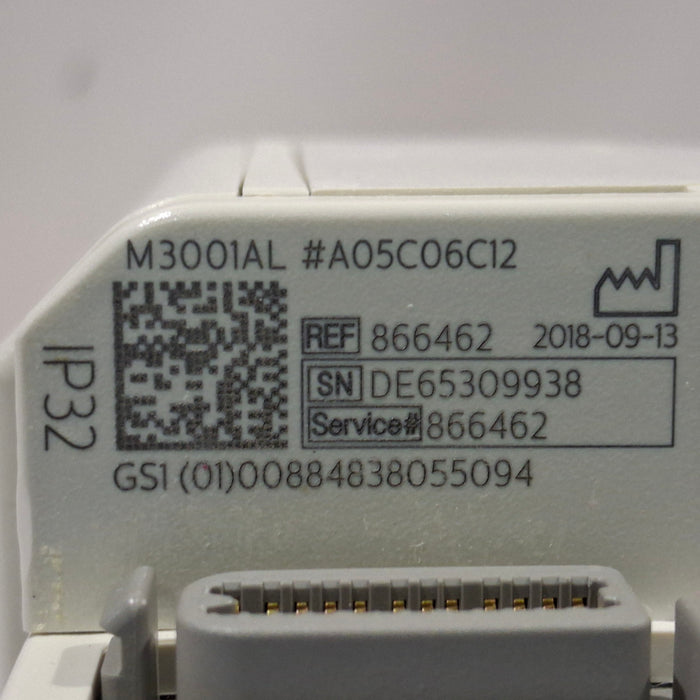 M3001AL #A05C06C12
REF 866462 2018-09-13
SN DE65309938
Service# 866462
IP32
GS1 (01)00884838055094